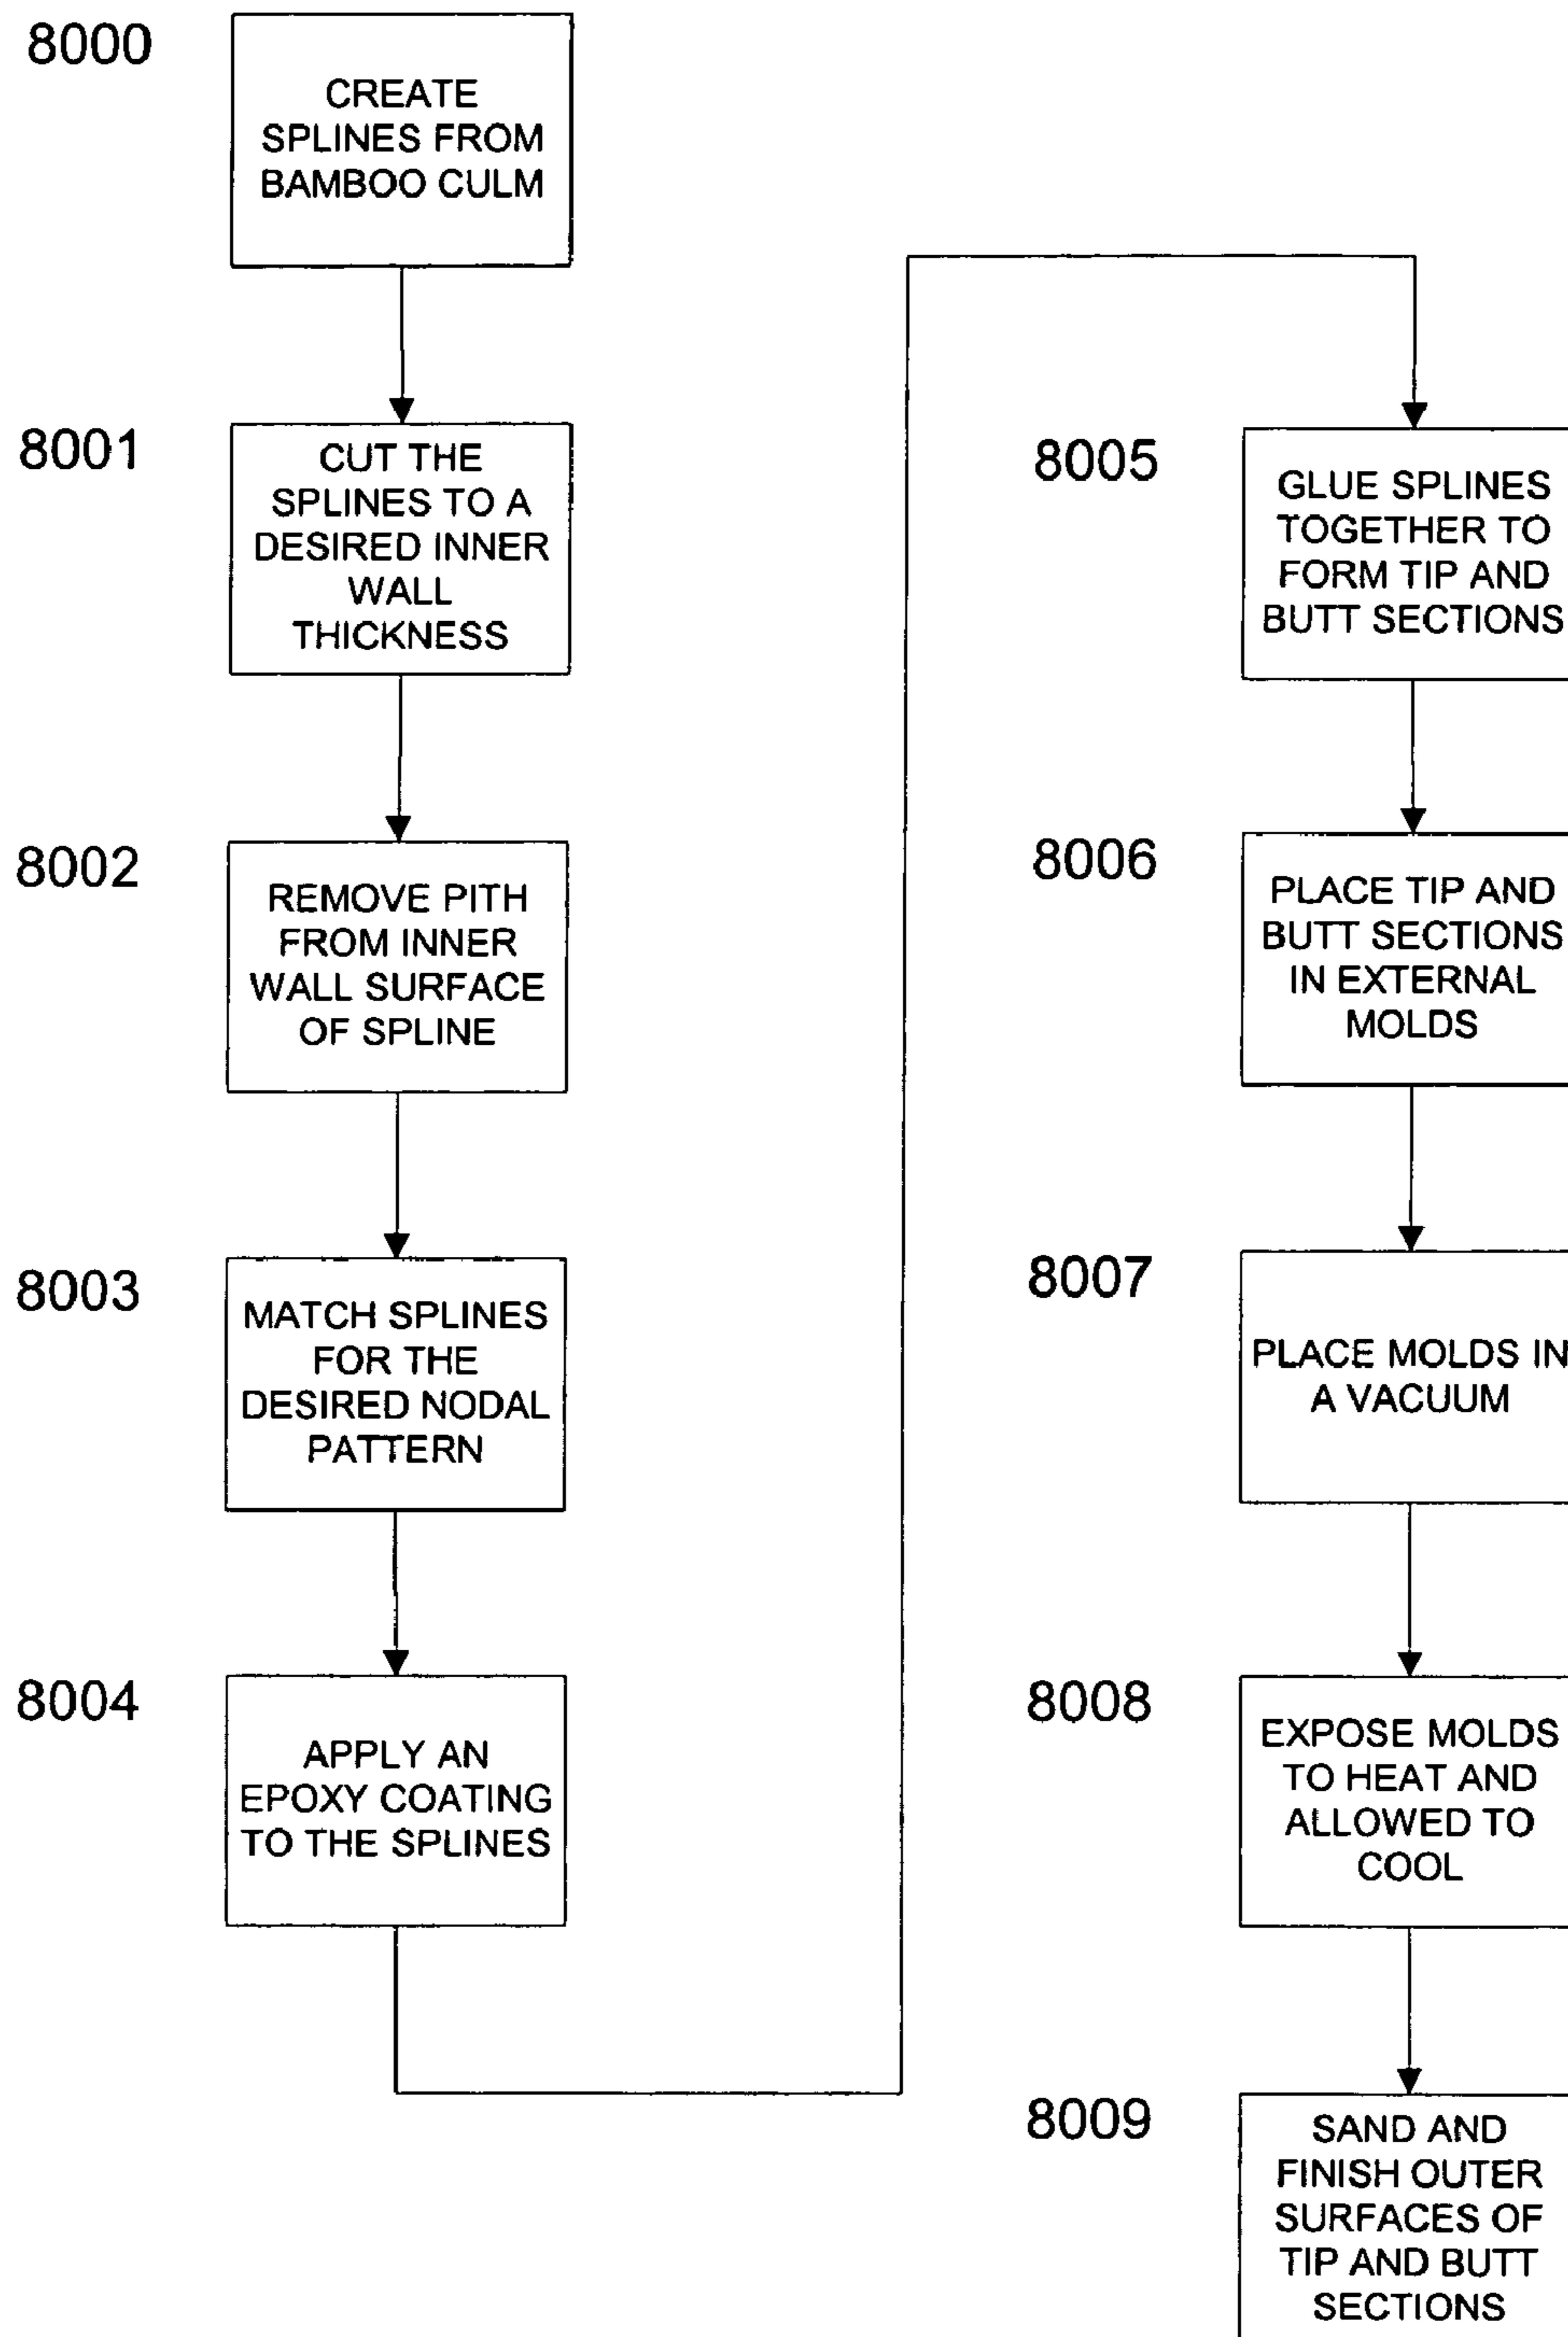 8000
CREATE
SPLINES FROM
BAMBOO CULM
8001
CUT THE
SPLINES TO A
DESIRED INNER
WALL
THICKNESS
8002
REMOVE PITH
FROM INNER
WALL SURFACE
OF SPLINE
8003
MATCH SPLINES
FOR THE
DESIRED NODAL
PATTERN
8004
APPLY AN
EPOXY COATING
TO THE SPLINES
8005
GLUE SPLINES
TOGETHER TO
FORM TIP AND
BUTT SECTIONS
8006
PLACE TIP AND
BUTT SECTIONS
IN EXTERNAL
MOLDS
8007
PLACE MOLDS IN
A VACUUM
8008
EXPOSE MOLDS
TO HEAT AND
ALLOWED TO
COOL
8009
SAND AND
FINISH OUTER
SURFACES OF
TIP AND BUTT
SECTIONS